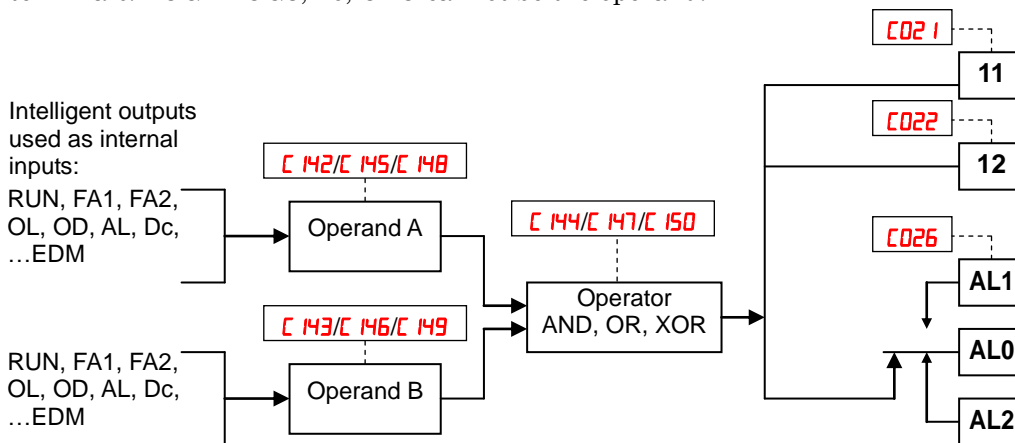 C021
11
Intelligent outputs
used as internal
inputs:
C022
12
C142/C145/C148
RUN, FA1, FA2,
OL, OD, AL, Dc,
…EDM
Operand A
C144/C147/C150
C026
AL1
Operator
AND, OR, XOR
C143/C146/C149
AL0
RUN, FA1, FA2,
OL, OD, AL, Dc,
…EDM
Operand B
AL2